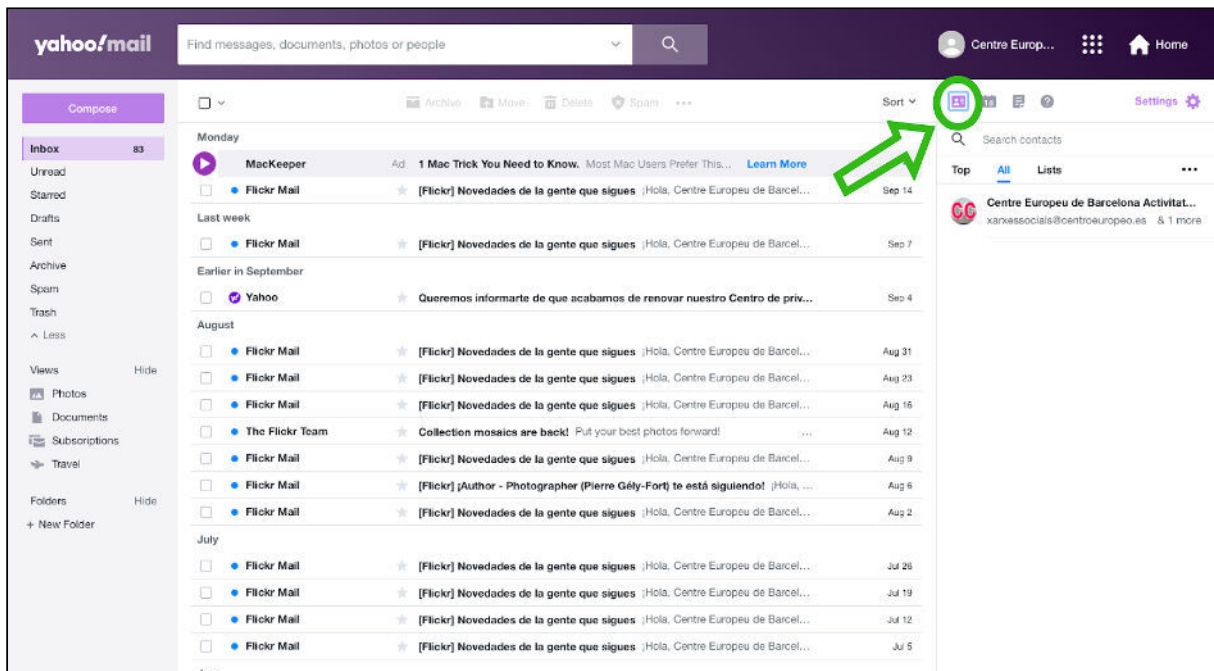 yahoo!mail
Find messages, documents, photos or people
Centre Europ...
Home
Compose
Archive Move Delete Spam ...
Sort
Settings
Inbox 83
Unread
Starred
Drafts
Sent
Archive
Spam
Trash
Less
Views Hide
Photos
Documents
Subscriptions
Travel
Folders Hide
+ New Folder
Monday
MacKeeper Ad 1 Mac Trick You Need to Know. Most Mac Users Prefer This... Learn More
Flickr Mail [Flickr] Novedades de la gente que sigues ¡Hola, Centre Europeu de Barcel... Sep 14
Last week
Flickr Mail [Flickr] Novedades de la gente que sigues ¡Hola, Centre Europeu de Barcel... Sep 7
Earlier in September
Yahoo Queremos informarte de que acabamos de renovar nuestro Centro de priv... Sep 4
August
Flickr Mail [Flickr] Novedades de la gente que sigues ¡Hola, Centre Europeu de Barcel... Aug 31
Flickr Mail [Flickr] Novedades de la gente que sigues ¡Hola, Centre Europeu de Barcel... Aug 23
Flickr Mail [Flickr] Novedades de la gente que sigues ¡Hola, Centre Europeu de Barcel... Aug 16
The Flickr Team Collection mosaics are back! Put your best photos forward! ... Aug 12
Flickr Mail [Flickr] Novedades de la gente que sigues ¡Hola, Centre Europeu de Barcel... Aug 9
Flickr Mail [Flickr] ¡Author - Photographer (Pierre Gély-Fort) te está siguiendo! ¡Hola, ... Aug 6
Flickr Mail [Flickr] Novedades de la gente que sigues ¡Hola, Centre Europeu de Barcel... Aug 2
July
Flickr Mail [Flickr] Novedades de la gente que sigues ¡Hola, Centre Europeu de Barcel... Jul 26
Flickr Mail [Flickr] Novedades de la gente que sigues ¡Hola, Centre Europeu de Barcel... Jul 19
Flickr Mail [Flickr] Novedades de la gente que sigues ¡Hola, Centre Europeu de Barcel... Jul 12
Flickr Mail [Flickr] Novedades de la gente que sigues ¡Hola, Centre Europeu de Barcel... Jul 5
Search contacts
Top All Lists ...
CC
Centre Europeu de Barcelona Activitat...
xarxessocials@centroeuropeo.es & 1 more